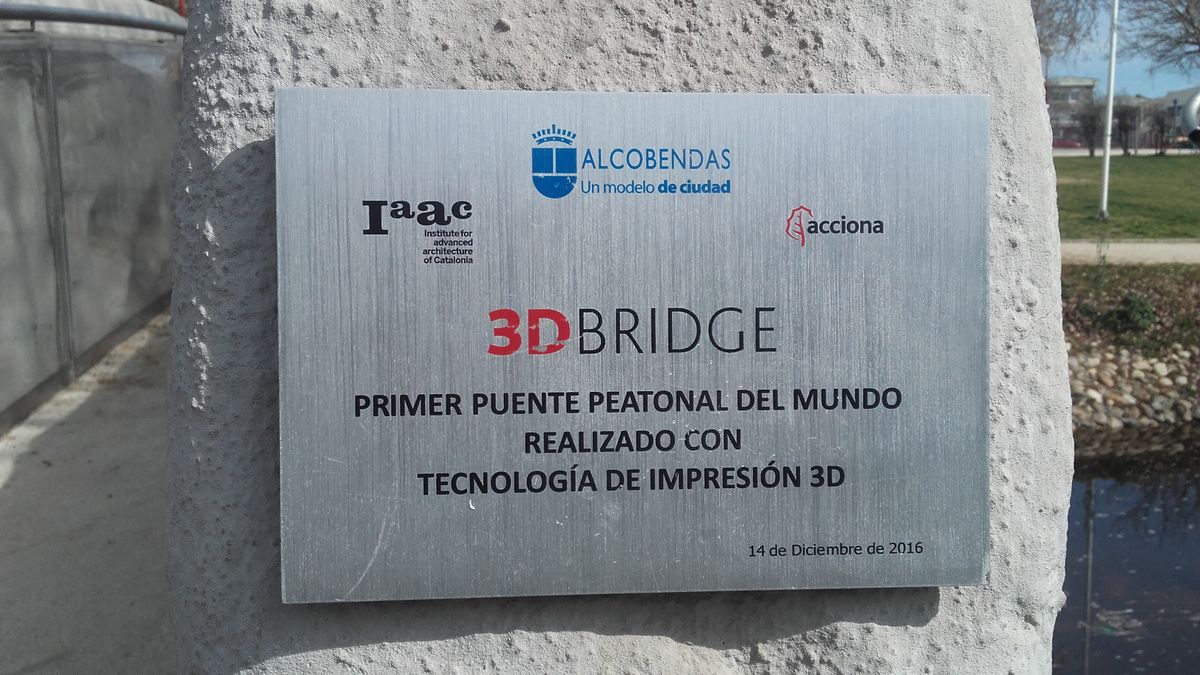 ALCOBENDAS
Un modelo de ciudad
Iaac
Institute for
advanced
architecture
of Catalonia
acciona
3DBRIDGE
PRIMER PUENTE PEATONAL DEL MUNDO
REALIZADO CON
TECNOLOGÍA DE IMPRESIÓN 3D
14 de Diciembre de 2016